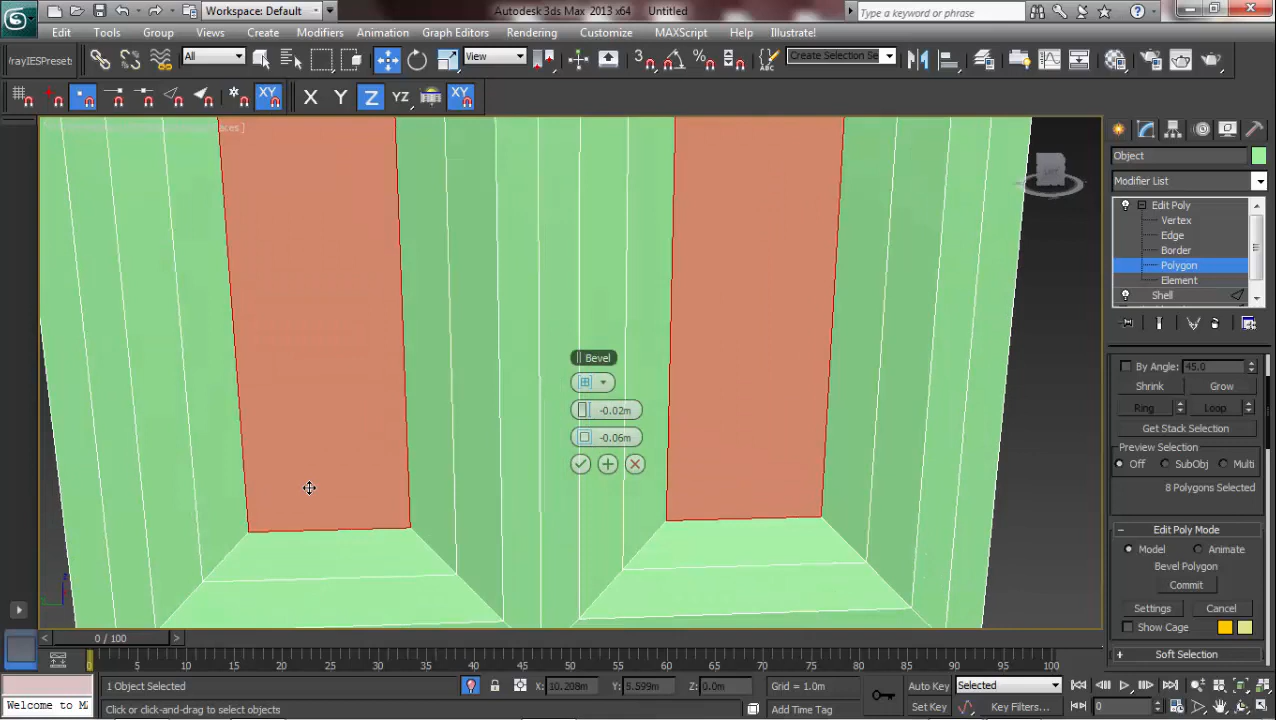 Workspace: Default
Autodesk 3ds Max 2013 x64 Untitled
Type a keyword or phrase
Edit Tools Group Views Create Modifiers Animation Graph Editors Rendering Customize MAXScript Help Illustrate!
rayIESPreset:
All
View
3
Create Selection Se
X Y Z YZ XY
XY
aces ]
Object
Modifier List
Edit Poly
Vertex
Edge
Border
Polygon
Element
Shell
Bevel
-0.02m
-0.06m
By Angle: 45.0
Shrink Grow
Ring Loop
Get Stack Selection
Preview Selection
Off SubObj Multi
8 Polygons Selected
Edit Poly Mode
Model Animate
Bevel Polygon
Commit
Settings Cancel
Show Cage
Soft Selection
0 / 100
0 5 10 15 20 25 30 35 40 45 50 55 60 65 70 75 80 85 90 95 100
1 Object Selected
X: 10.208m Y: 5.599m Z: 0.0m Grid = 1.0m
Auto Key Selected
Welcome to M
Click or click-and-drag to select objects
Add Time Tag
Set Key Key Filters... 0